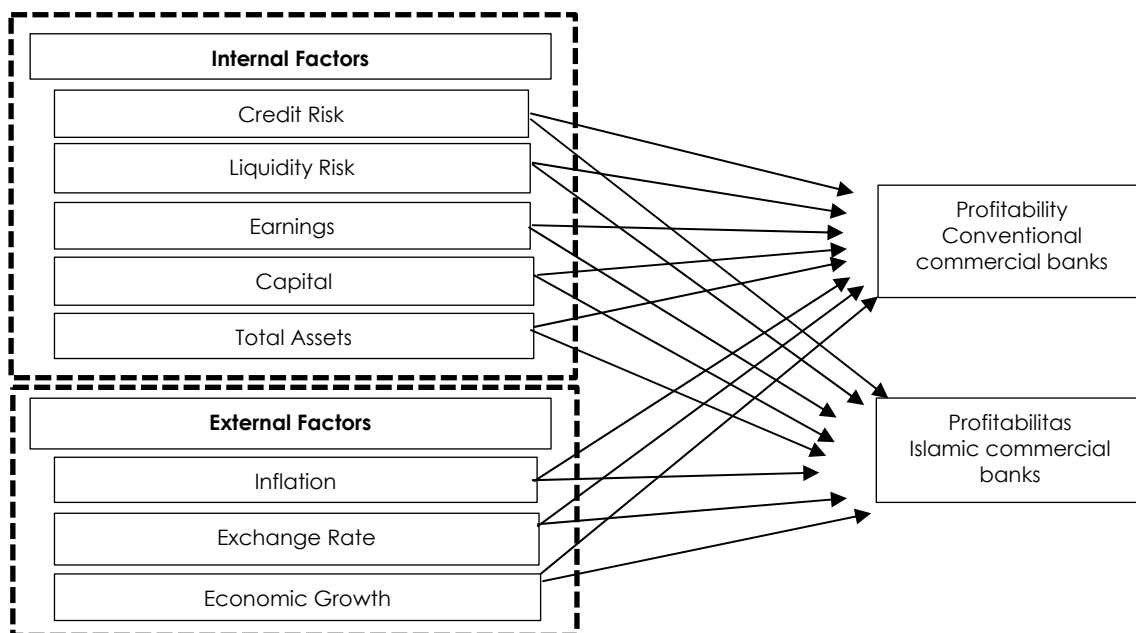 Internal Factors
Credit Risk
Liquidity Risk
Earnings
Capital
Total Assets
External Factors
Inflation
Exchange Rate
Economic Growth
Profitability
Conventional
commercial banks
Profitabilitas
Islamic commercial
banks